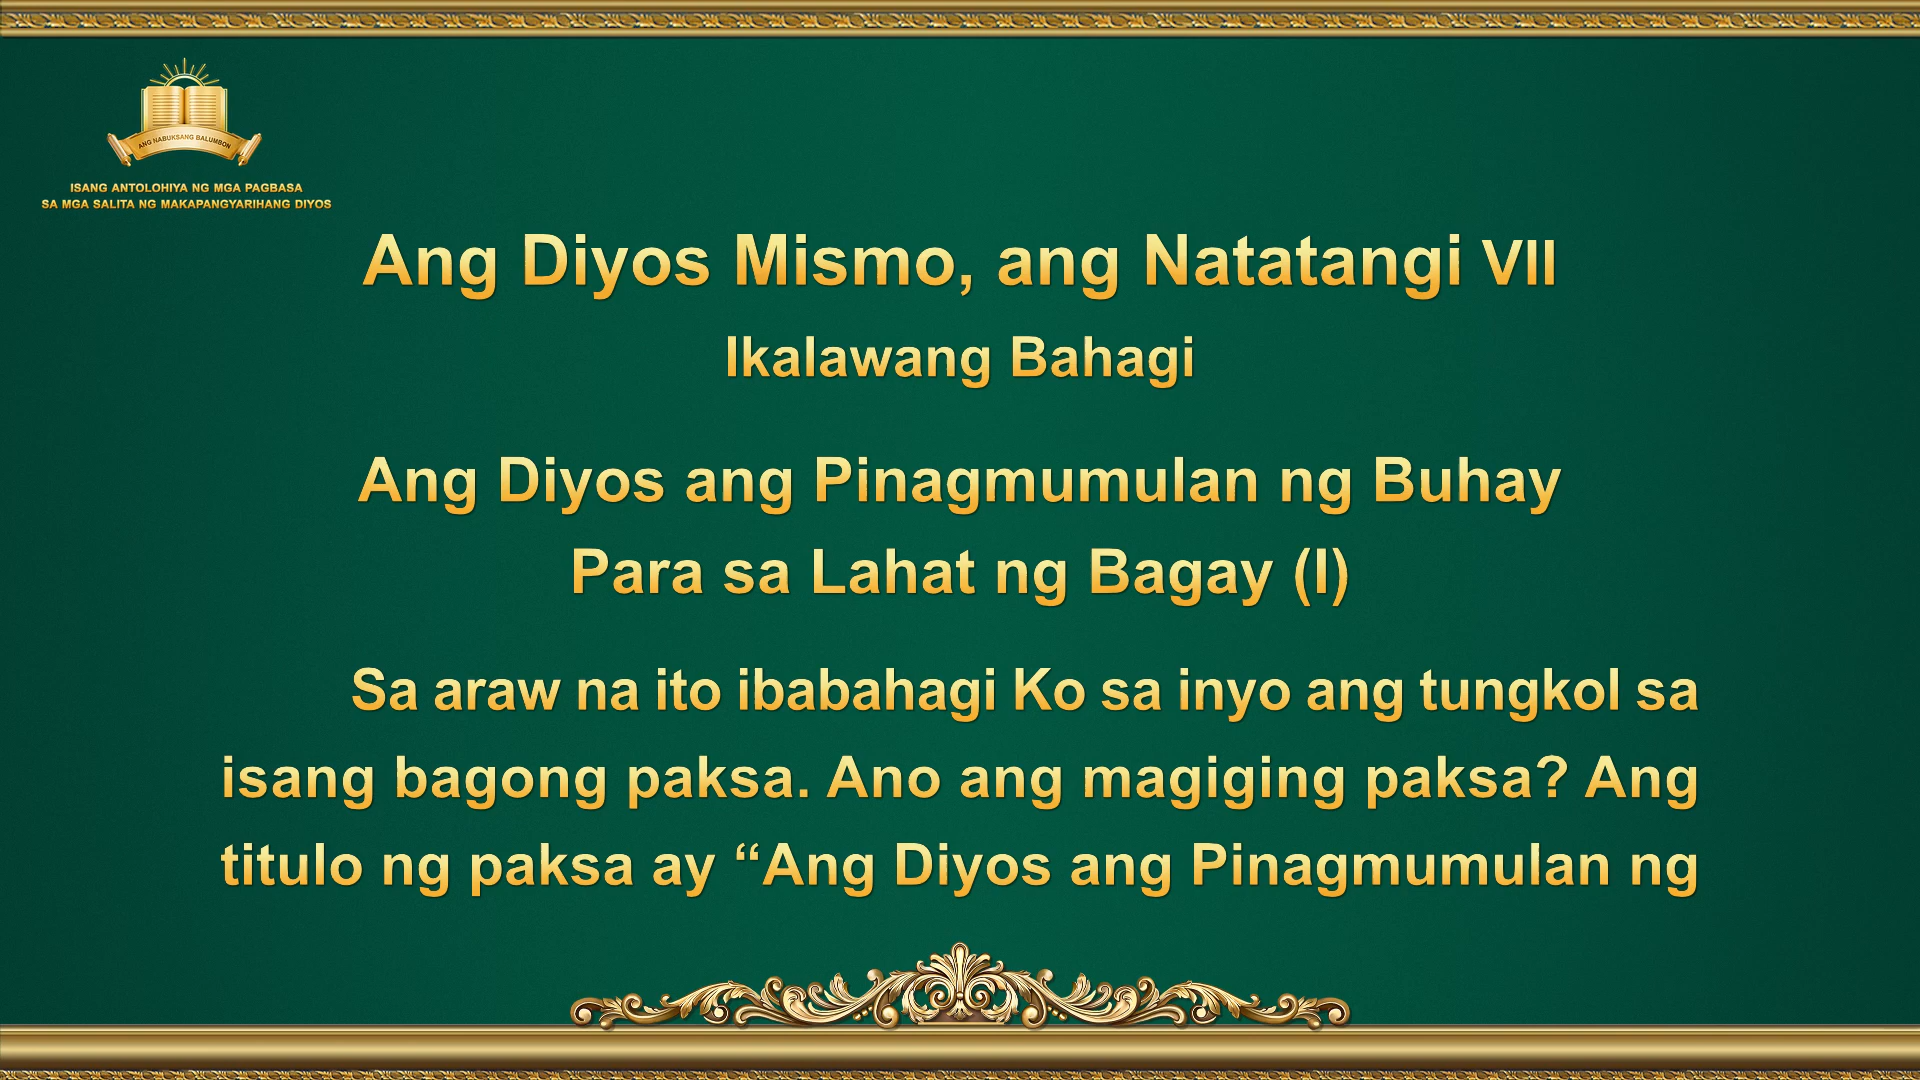 ANG NABUKSANG BALUMBON
ISANG ANTOLOHIYA NG MGA PAGBASA
SA MGA SALITA NG MAKAPANGYARIHANG DIYOS
Ang Diyos Mismo, ang Natatangi VII
Ikalawang Bahagi
Ang Diyos ang Pinagmumulan ng Buhay
Para sa Lahat ng Bagay (I)
Sa araw na ito ibabahagi Ko sa inyo ang tungkol sa
isang bagong paksa. Ano ang magiging paksa? Ang
titulo ng paksa ay “Ang Diyos ang Pinagmumulan ng